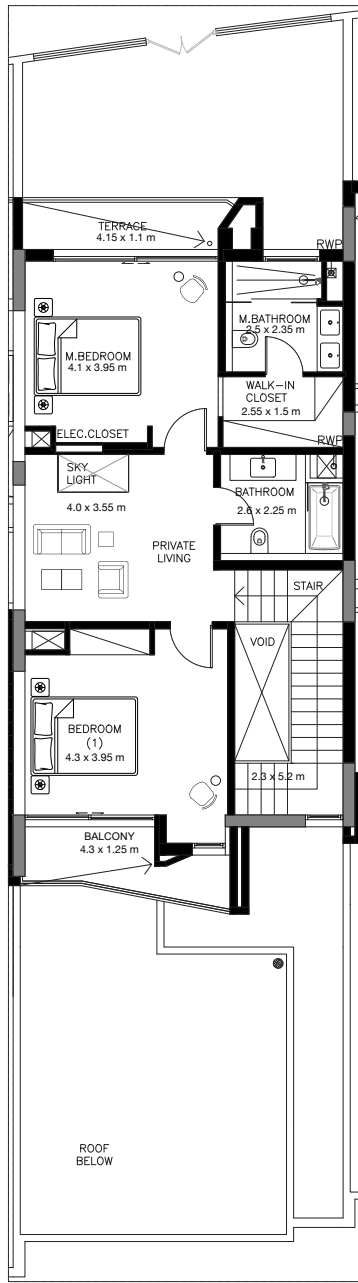 TERRACE
4.15 x 1.1 m
RWP
M.BATHROOM
2.5 x 2.35 m
M.BEDROOM
4.1 x 3.95 m
WALK-IN
CLOSET
2.55 x 1.5 m
ELEC.CLOSET
RWP
SKY
LIGHT
BATHROOM
2.6 x 2.25 m
4.0 x 3.55 m
PRIVATE
LIVING
STAIR
VOID
BEDROOM
(1)
4.3 x 3.95 m
2.3 x 5.2 m
BALCONY
4.3 x 1.25 m
ROOF
BELOW